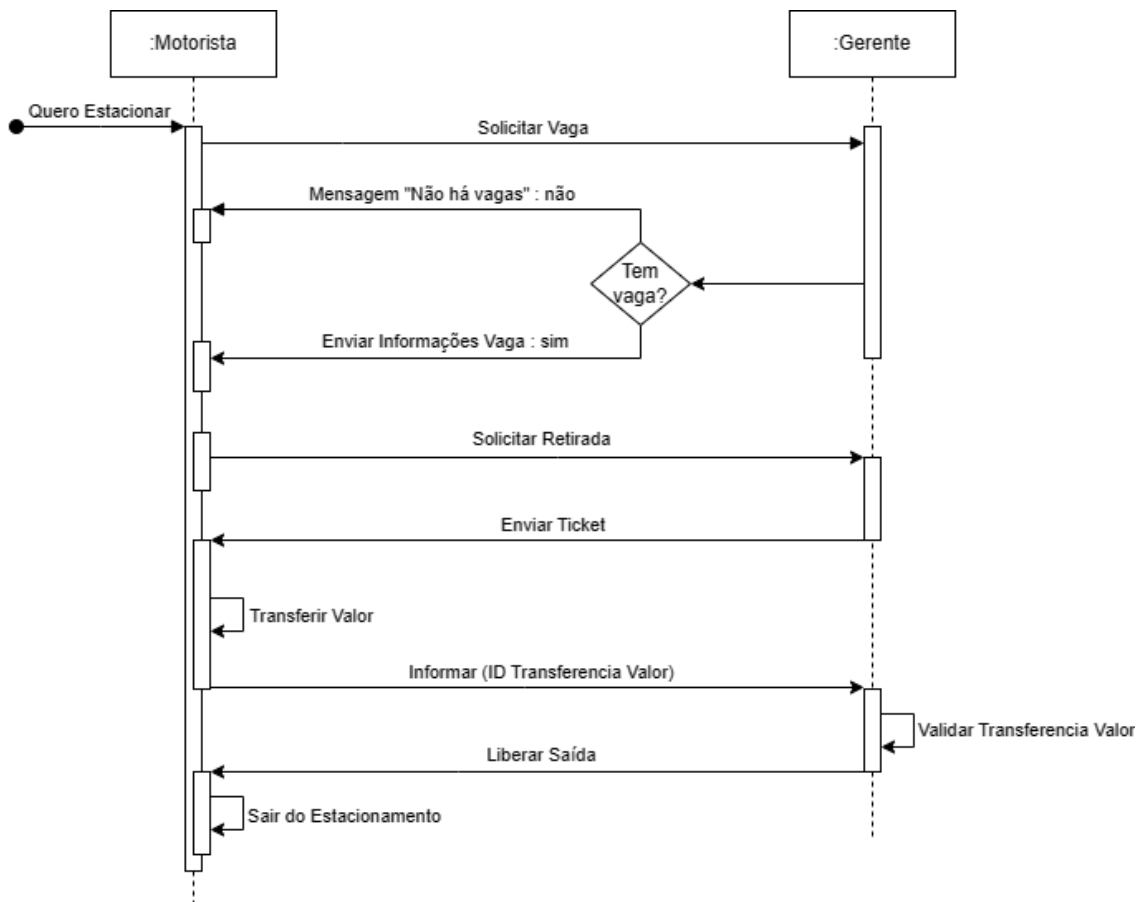 :Motorista
:Gerente
Quero Estacionar
Solicitar Vaga
Mensagem "Não há vagas" : não
Tem
vaga?
Enviar Informações Vaga : sim
Solicitar Retirada
Enviar Ticket
Transferir Valor
Informar (ID Transferencia Valor)
Validar Transferencia Valor
Liberar Saída
Sair do Estacionamento